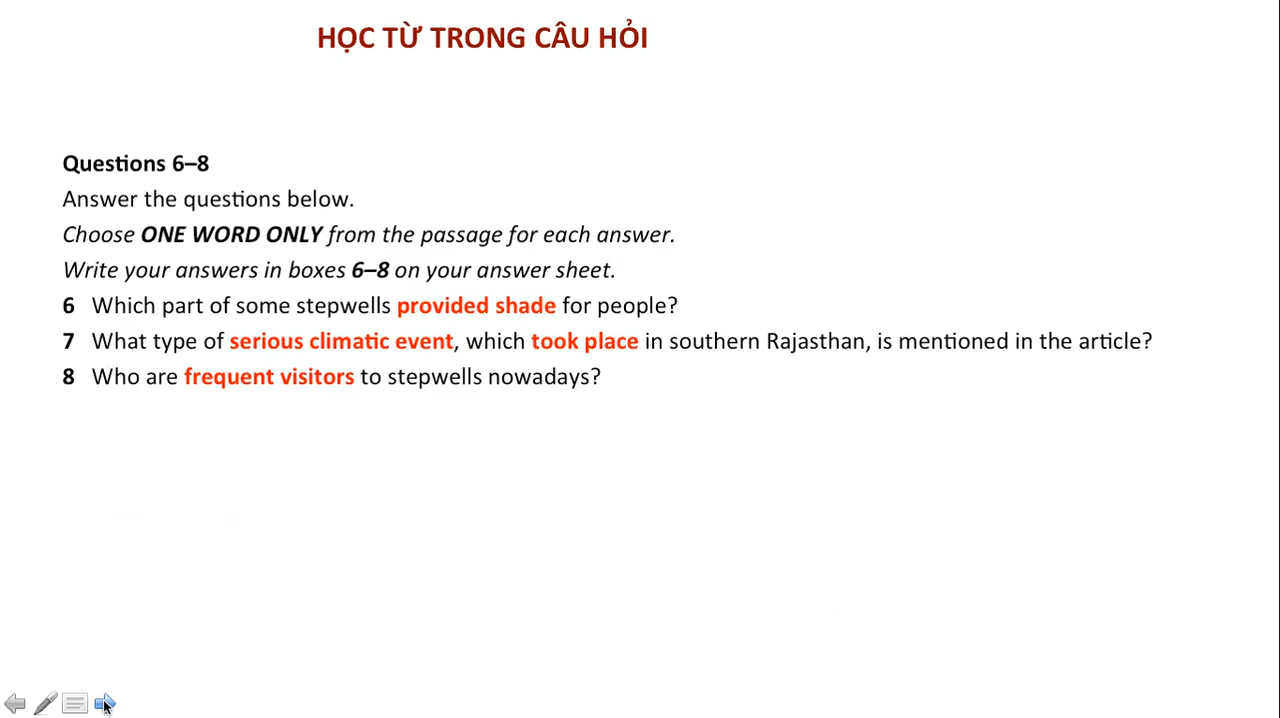 HỌC TỪ TRONG CÂU HỎI
Questions 6–8
Answer the questions below.
Choose ONE WORD ONLY from the passage for each answer.
Write your answers in boxes 6–8 on your answer sheet.
6 Which part of some stepwells provided shade for people?
7 What type of serious climatic event, which took place in southern Rajasthan, is mentioned in the article?
8 Who are frequent visitors to stepwells nowadays?